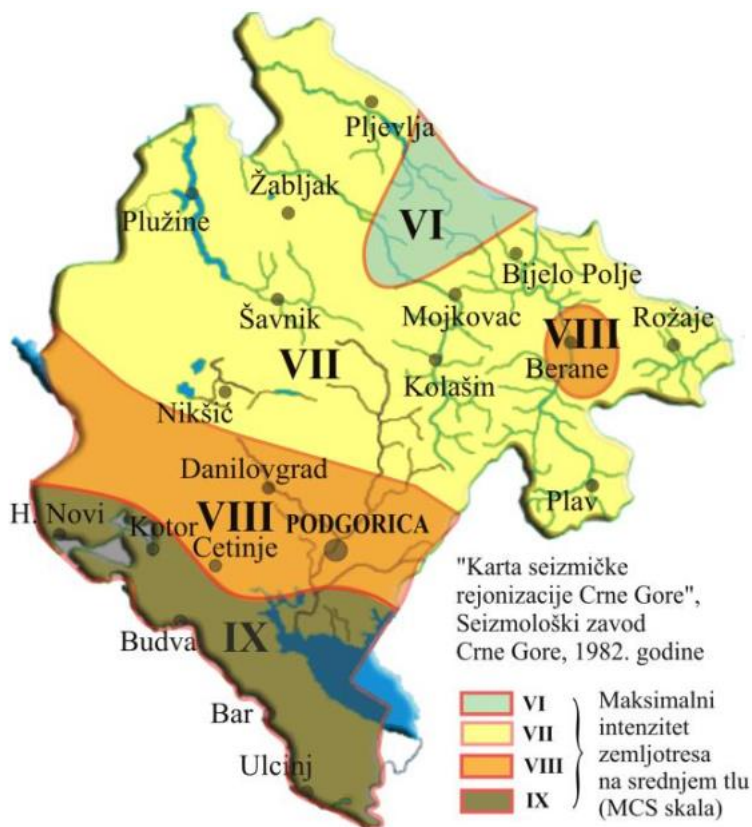 Pljevlja
Žabljak
Plužine
VI
Bijelo Polje
Šavnik
Mojkovac
VIII
Rožaje
VII
Berane
Kolašin
Nikšić
Danilovgrad
Plav
H. Novi
Kotor
VIII
PODGORICA
Cetinje
Budva
IX
Bar
Ulcinj
"Karta seizmičke
rejonizacije Crne Gore",
Seizmološki zavod
Crne Gore, 1982. godine
VI
VII
VIII
IX
Maksimalni
intenzitet
zemljotresa
na srednjem tlu
(MCS skala)